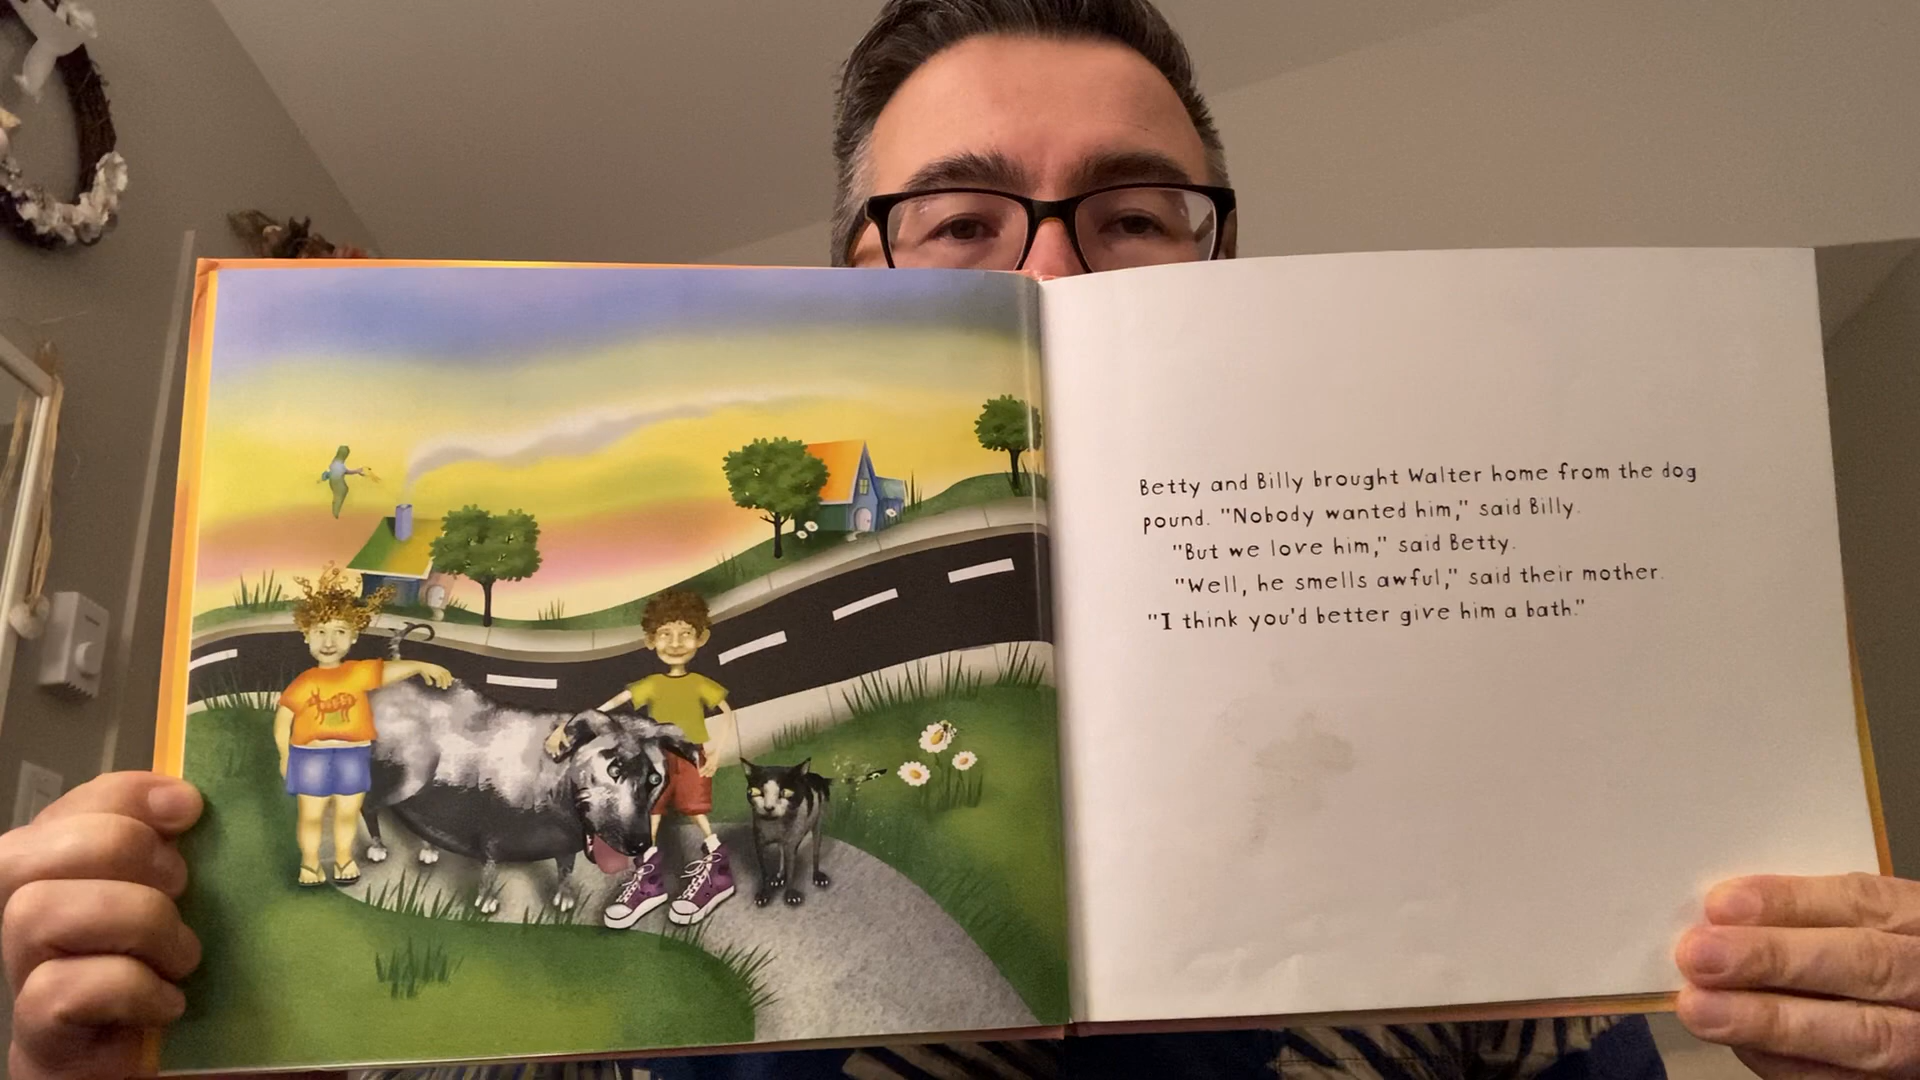 Betty and Billy brought Walter home from the dog
pound. "Nobody wanted him," said Billy.
"But we love him," said Betty.
"Well, he smells awful," said their mother.
"I think you'd better give him a bath."